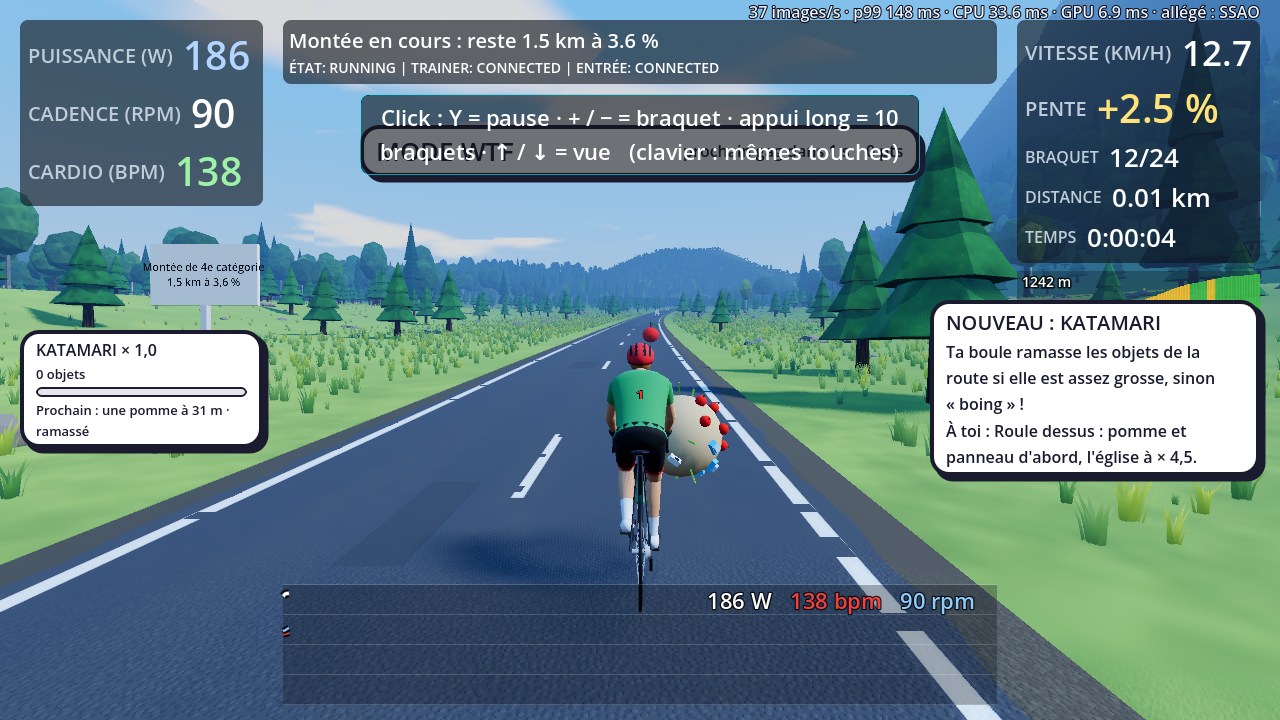 37 images/s · p99 148 ms · CPU 33.6 ms · GPU 6.9 ms · allégé : SSAO
PUISSANCE (W) 186
CADENCE (RPM) 90
CARDIO (BPM) 138
Montée en cours : reste 1.5 km à 3.6 %
ÉTAT: RUNNING | TRAINER: CONNECTED | ENTRÉE: CONNECTED
VITESSE (KM/H) 12.7
PENTE +2.5 %
BRAQUET 12/24
DISTANCE 0.01 km
TEMPS 0:00:04
Click : Y = pause · + / − = braquet · appui long = 10
braquets · ↑ / ↓ = vue (clavier : mêmes touches)
MODE WTF
Montée de 4e catégorie
1,5 km à 3,6 %
1242 m
KATAMARI × 1,0
0 objets
Prochain : une pomme à 31 m ·
ramassé
NOUVEAU : KATAMARI
Ta boule ramasse les objets de la
route si elle est assez grosse, sinon
« boing » !
À toi : Roule dessus : pomme et
panneau d'abord, l'église à × 4,5.
1
186 W 138 bpm 90 rpm